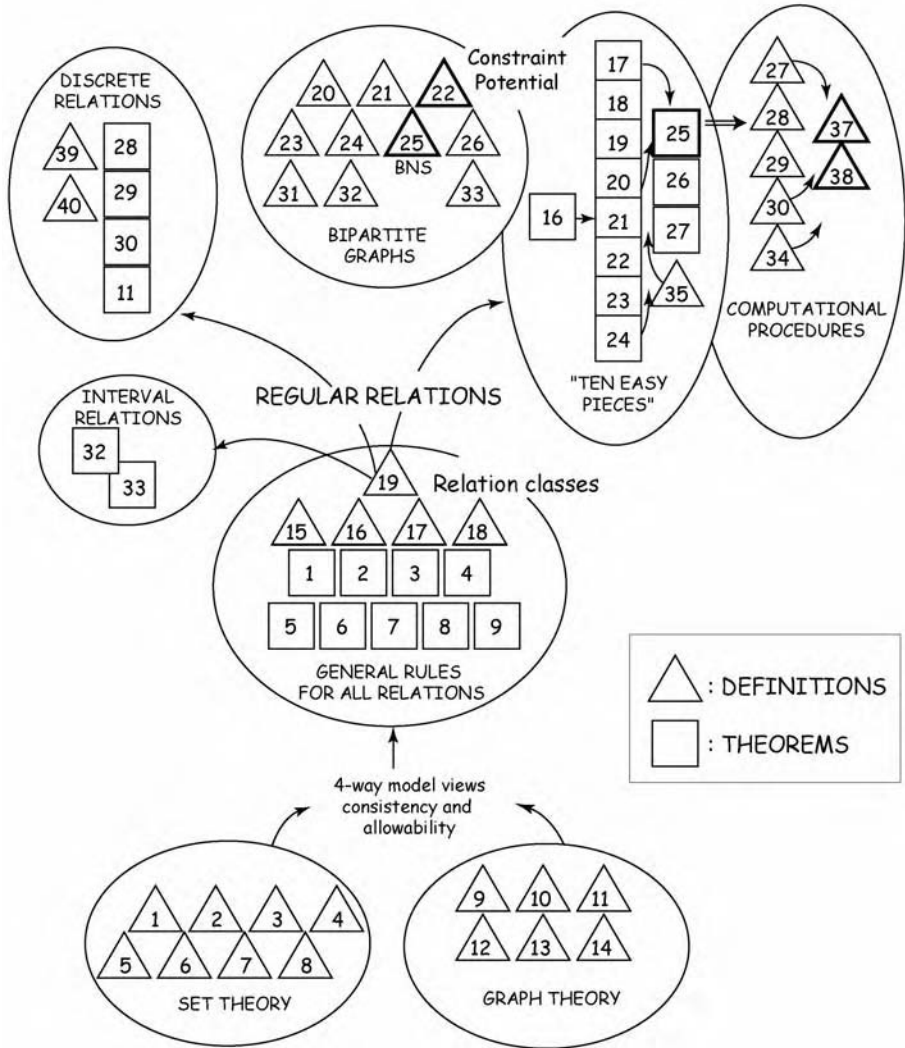 DISCRETE
RELATIONS
39
40
28
29
30
11
Constraint
Potential
20 21 22
23 24 25 26
BNS
31 32 33
BIPARTITE
GRAPHS
16
17
18
19
20
21
22
23
24
25
26
27
35
"TEN EASY
PIECES"
27
28
29
30
34
37
38
COMPUTATIONAL
PROCEDURES
INTERVAL
RELATIONS
32
33
REGULAR RELATIONS
19
Relation classes
15 16 17 18
1 2 3 4
5 6 7 8 9
GENERAL RULES
FOR ALL RELATIONS
: DEFINITIONS
: THEOREMS
4-way model views
consistency and
allowability
1 2 3 4
5 6 7 8
SET THEORY
9 10 11
12 13 14
GRAPH THEORY